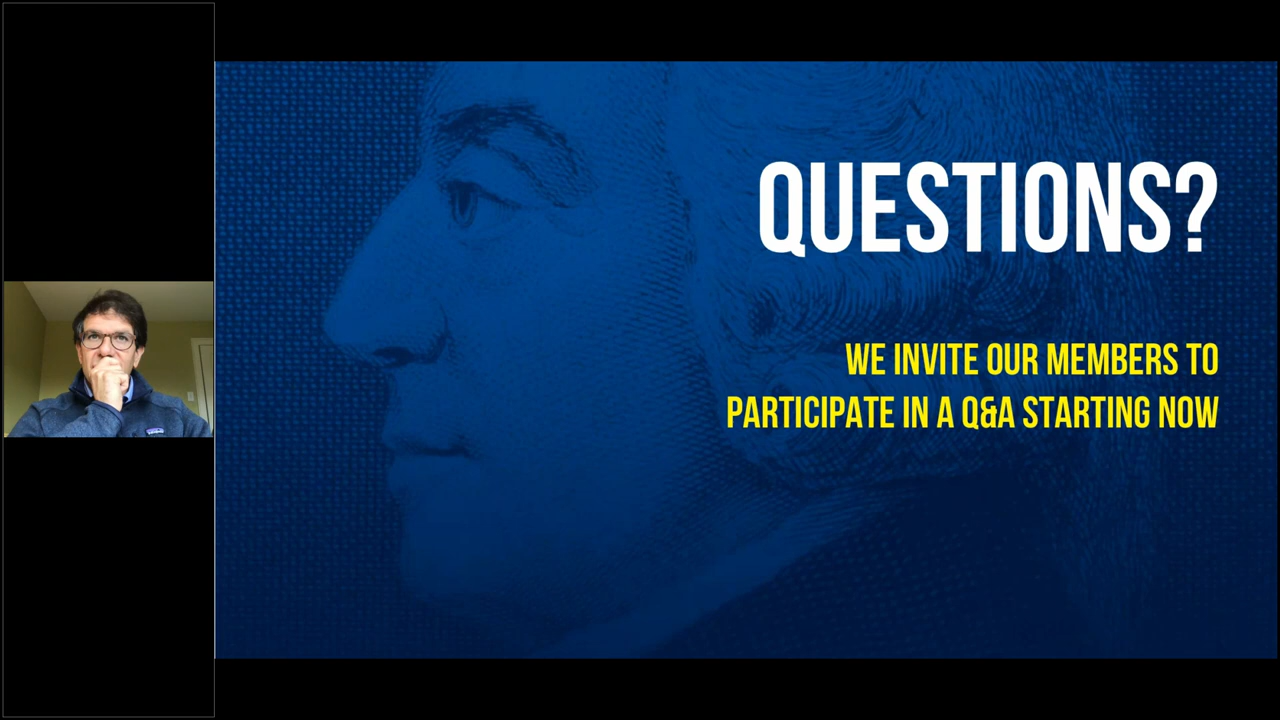 QUESTIONS?
WE INVITE OUR MEMBERS TO
PARTICIPATE IN A Q&A STARTING NOW